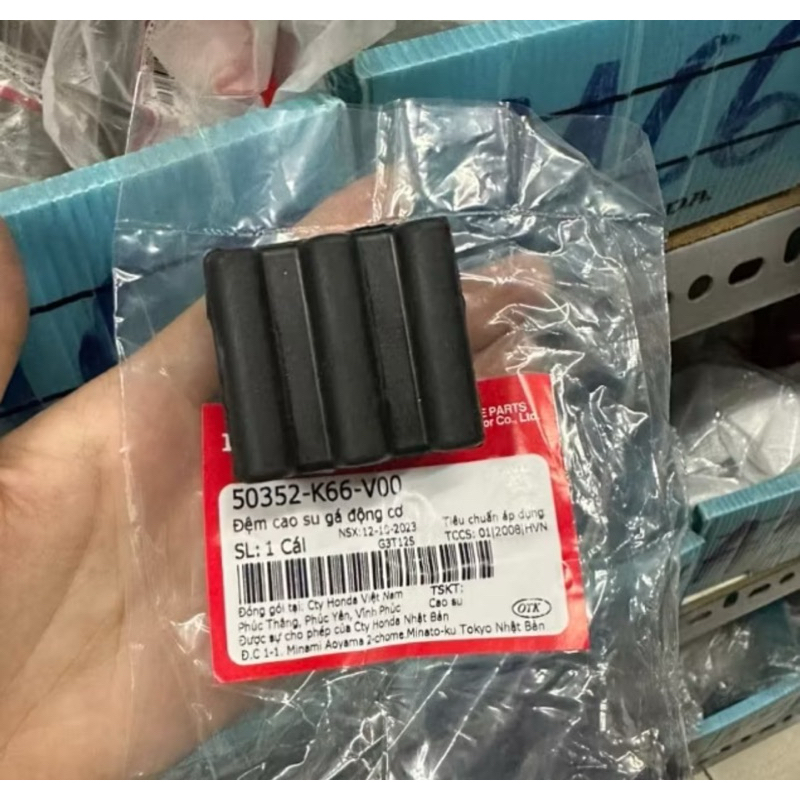 E PARTS
or Co., Ltd.
50352-K66-V00
Đệm cao su gá động cơ
NSX:12-10-2023
Tiêu chuẩn áp dụng
SL: 1 Cái
G3T125
TCCS: 01|2008|HVN
Đóng gói tại: Cty Honda Việt Nam
TSKT:
Phúc Thắng, Phúc Yên, Vĩnh Phúc
Cao su
Được sự cho phép của Cty Honda Nhật Bản
OTK
Đ.C 1-1. Minami Aoyama 2-chome.Minato-ku Tokyo Nhật Bản